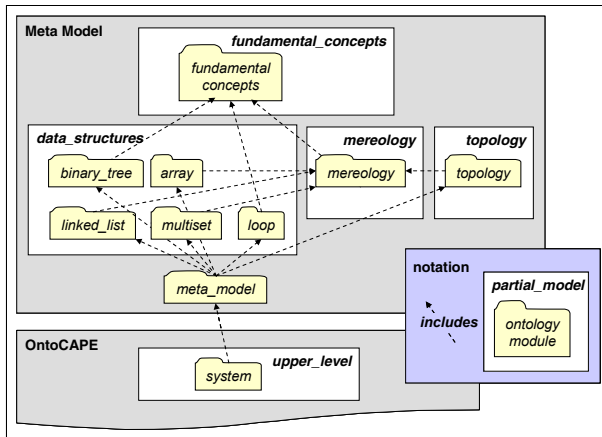 Meta Model
fundamental_concepts
fundamental
concepts
data_structures
mereology
topology
binary_tree
array
mereology
topology
linked_list
multiset
loop
meta_model
notation
partial_model
includes
ontology
module
OntoCAPE
upper_level
system